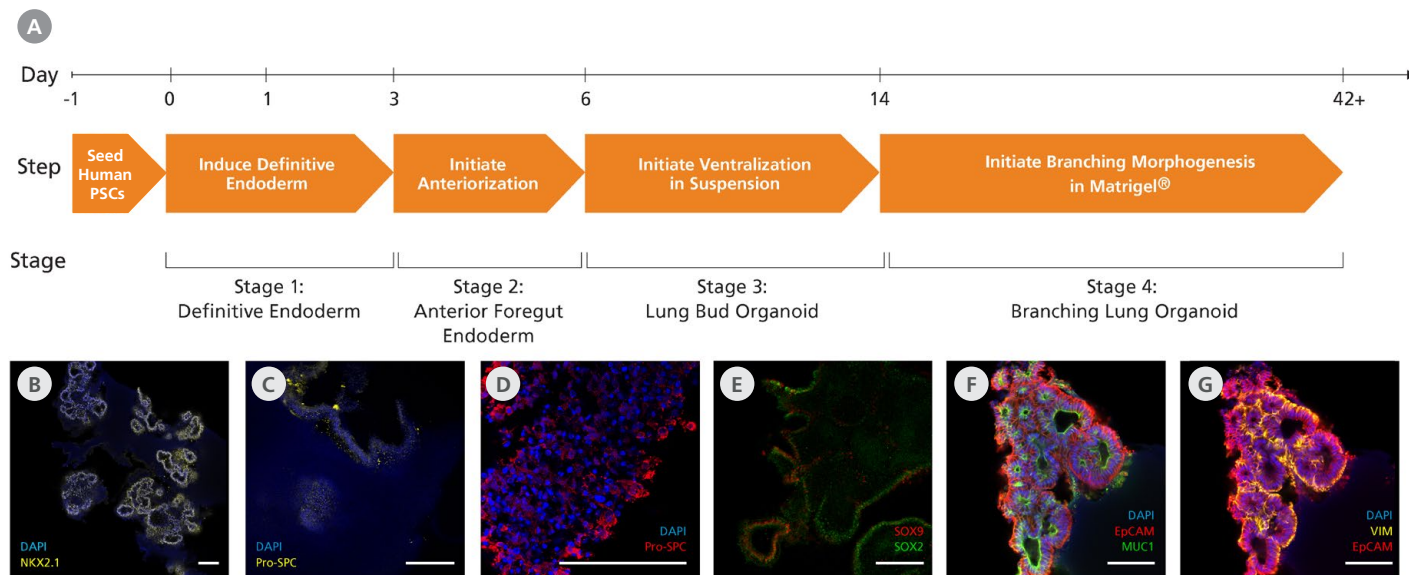 A
Day
-1 0 1 3 6 14 42+
Step
Seed
Human
PSCs
Induce Definitive
Endoderm
Initiate
Anteriorization
Initiate Ventralization
in Suspension
Initiate Branching Morphogenesis
in Matrigel®
Stage
Stage 1:
Definitive Endoderm
Stage 2:
Anterior Foregut
Endoderm
Stage 3:
Lung Bud Organoid
Stage 4:
Branching Lung Organoid
B
DAPI
NKX2.1
C
DAPI
Pro-SPC
D
DAPI
Pro-SPC
E
SOX9
SOX2
F
DAPI
EpCAM
MUC1
G
DAPI
VIM
EpCAM